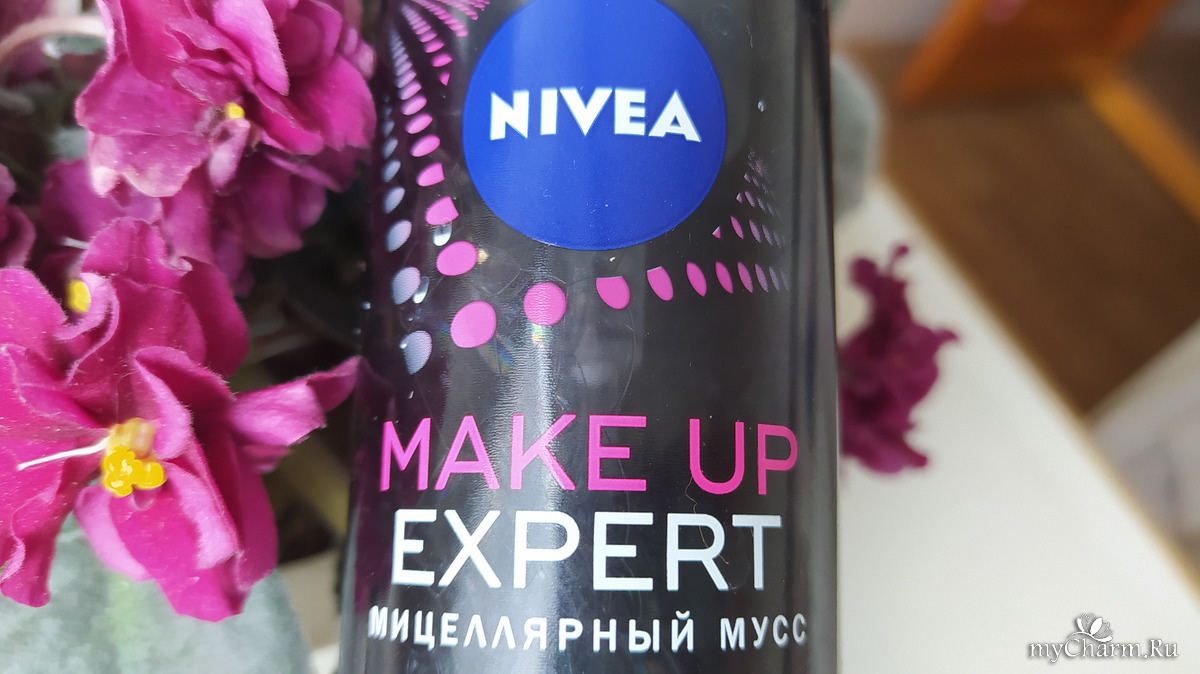 NIVEA
MAKE UP
EXPERT
МИЦЕЛЛЯРНЫЙ МУСС
myCharm.Ru